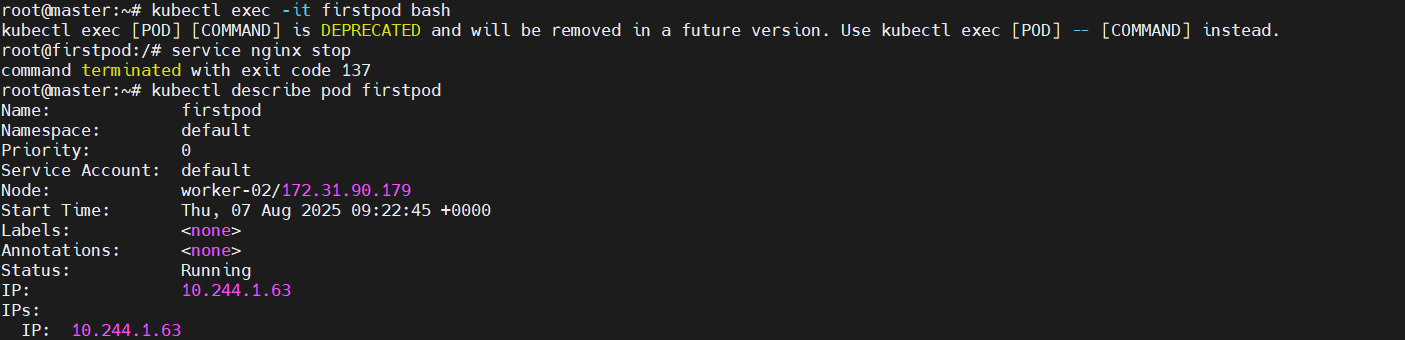 root@master:~# kubectl exec -it firstpod bash
kubectl exec [POD] [COMMAND] is DEPRECATED and will be removed in a future version. Use kubectl exec [POD] -- [COMMAND] instead.
root@firstpod:/# service nginx stop
command terminated with exit code 137
root@master:~# kubectl describe pod firstpod
Name:             firstpod
Namespace:        default
Priority:         0
Service Account:  default
Node:             worker-02/172.31.90.179
Start Time:       Thu, 07 Aug 2025 09:22:45 +0000
Labels:           <none>
Annotations:      <none>
Status:           Running
IP:               10.244.1.63
IPs:
  IP:  10.244.1.63